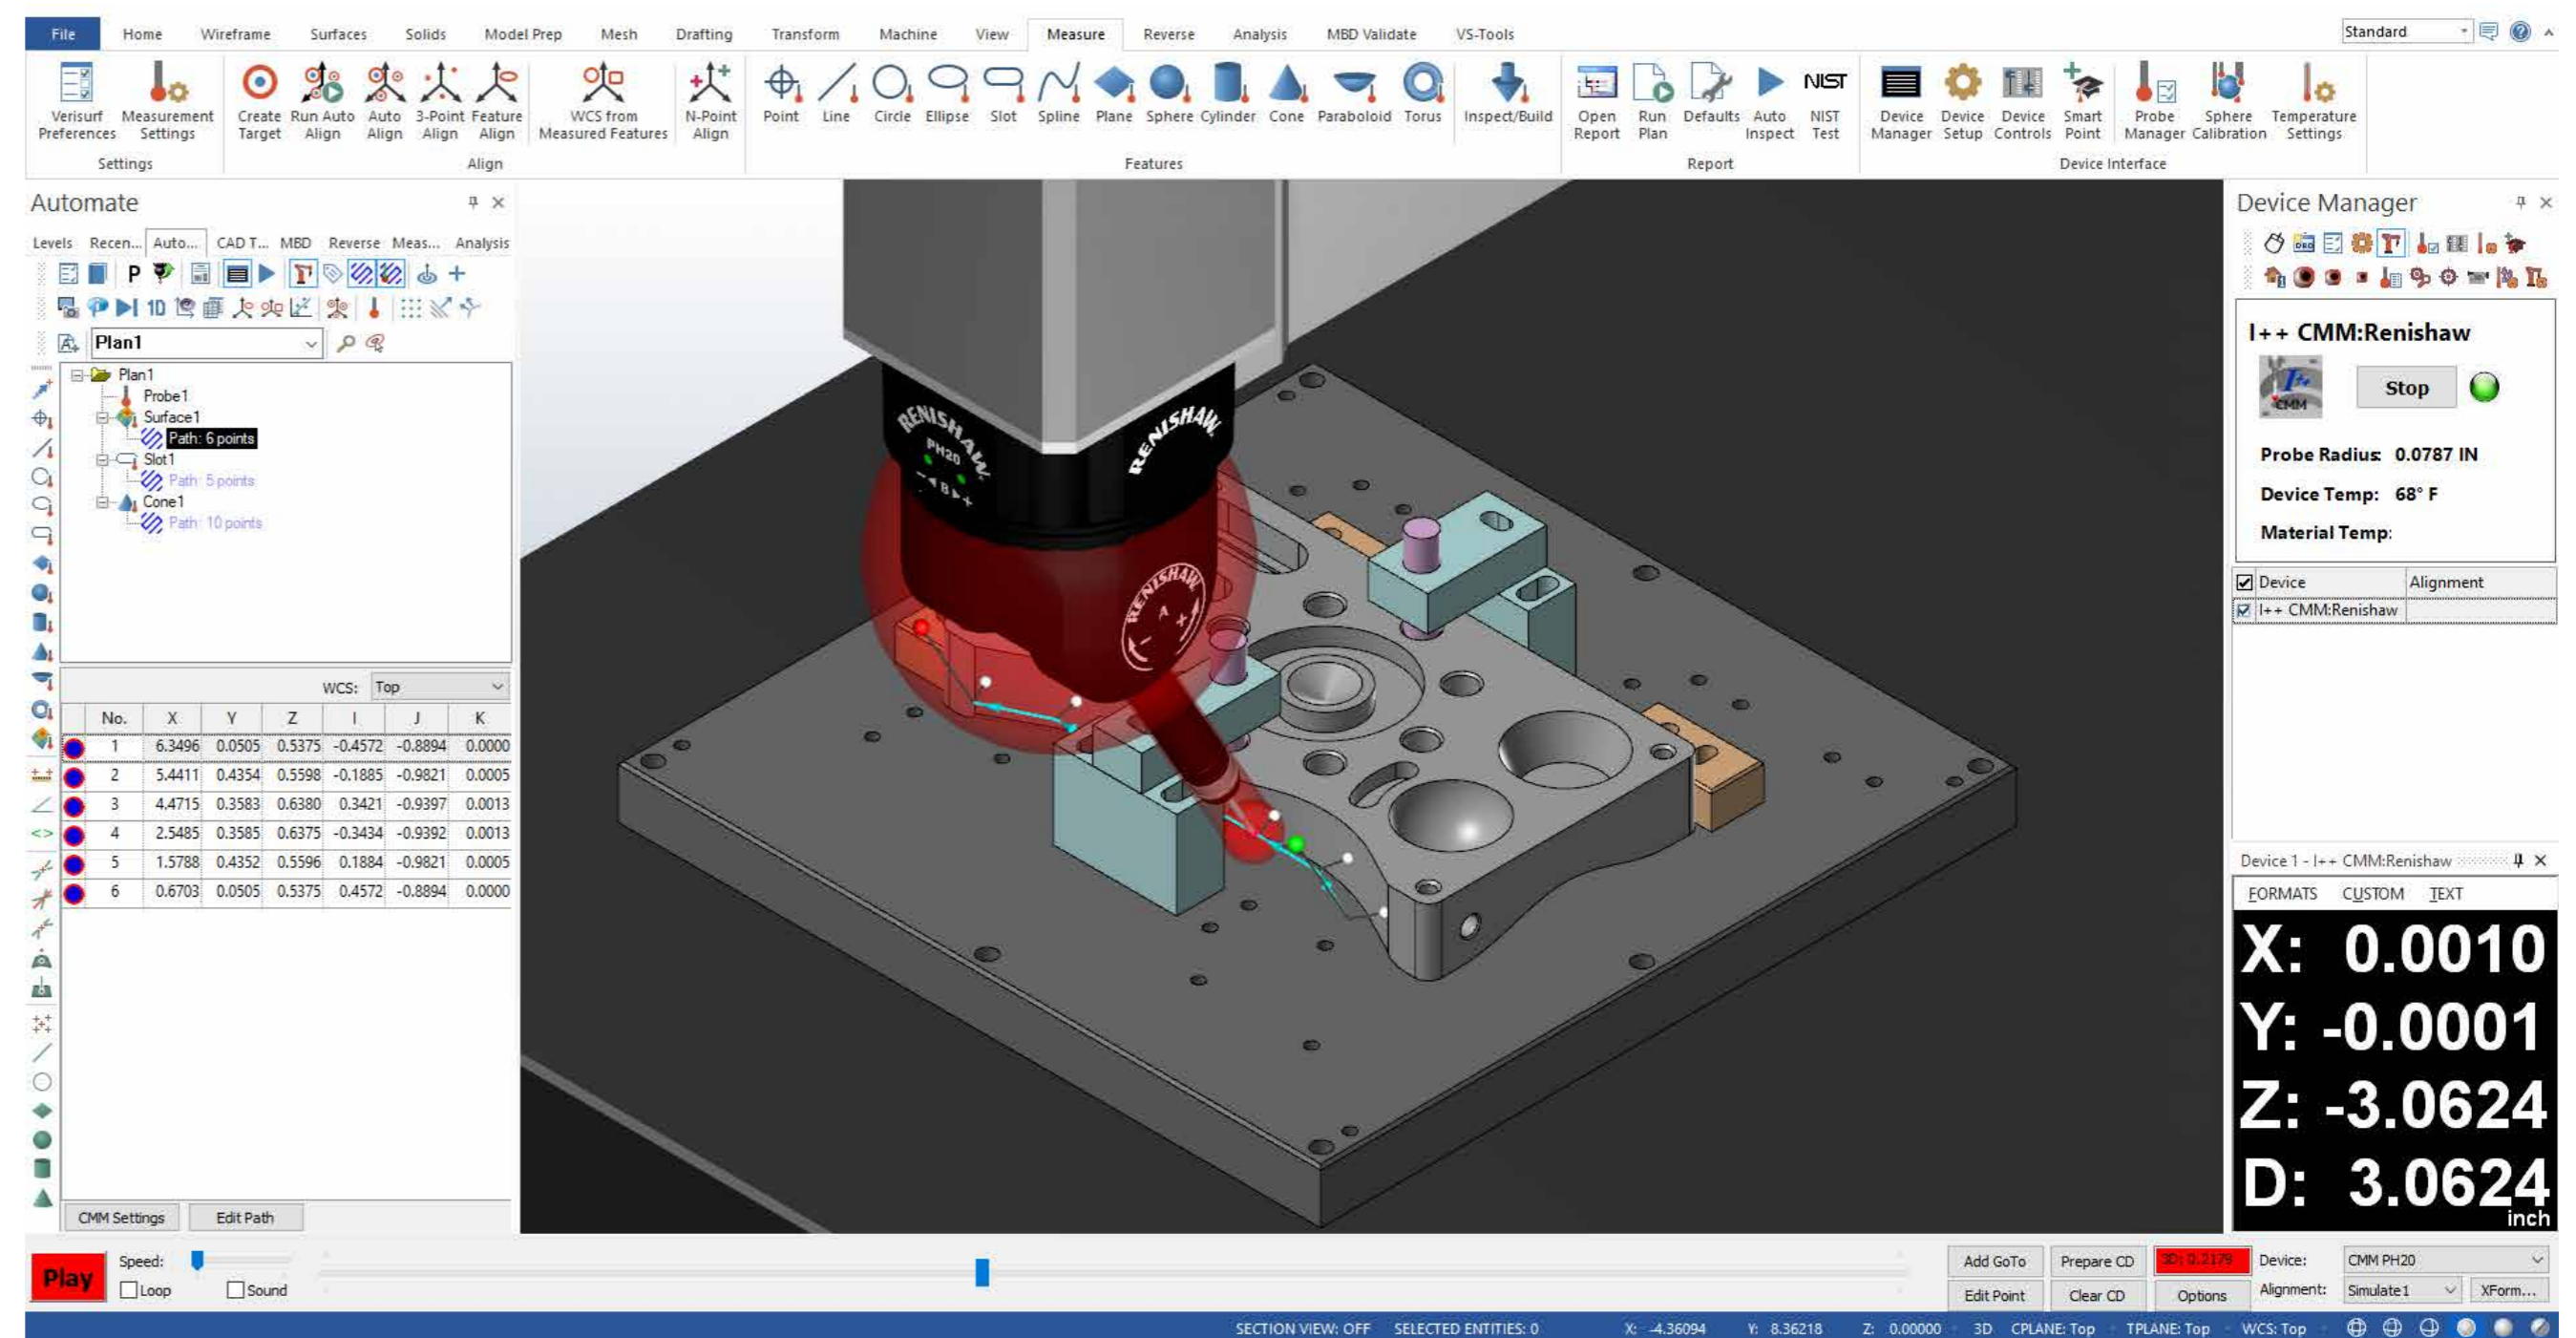 File Home Wireframe Surfaces Solids Model Prep Mesh Drafting Transform Machine View Measure Reverse Analysis MBD Validate VS-Tools Standard
Verisurf Preferences
Measurement Settings
Settings
Create Target
Run Auto Align
Auto Align
3-Point Align
Feature Align
WCS from Measured Features
N-Point Align
Align
Point Line Circle Ellipse Slot Spline Plane Sphere Cylinder Cone Paraboloid Torus Inspect/Build
Features
Open Report
Run Plan
Defaults
Auto Inspect
NIST
NIST Test
Report
Device Manager
Device Setup
Device Controls
Smart Point
Probe Manager
Sphere Calibration
Temperature Settings
Device Interface
Automate
Levels Recen... Auto... CAD T... MBD Reverse Meas... Analysis
P
1D
Plan1
Plan1
Probe1
Surface1
Path: 6 points
Slot1
Path: 5 points
Cone1
Path: 10 points
WCS: Top
No. X Y Z I J K
1 6.3496 0.0505 0.5375 -0.4572 -0.8894 0.0000
2 5.4411 0.4354 0.5598 -0.1885 -0.9821 0.0005
3 4.4715 0.3583 0.6380 0.3421 -0.9397 0.0013
4 2.5485 0.3585 0.6375 -0.3434 -0.9392 0.0013
5 1.5788 0.4352 0.5596 0.1884 -0.9821 0.0005
6 0.6703 0.0505 0.5375 0.4572 -0.8894 0.0000
CMM Settings Edit Path
RENISHAW
PH20
- B +
RENISHAW
RENISHAW
- A +
Device Manager
DRO
I++ CMM:Renishaw
I++
CMM
Stop
Probe Radius: 0.0787 IN
Device Temp: 68° F
Material Temp:
Device Alignment
I++ CMM:Renishaw
Device 1 - I++ CMM:Renishaw
FORMATS CUSTOM TEXT
X: 0.0010
Y: -0.0001
Z: -3.0624
D: 3.0624
inch
Play
Speed:
Loop Sound
Add GoTo Prepare CD 3D: 0.2179 Device: CMM PH20
Edit Point Clear CD Options Alignment: Simulate1 XForm...
SECTION VIEW: OFF SELECTED ENTITIES: 0 X: -4.36094 Y: 8.36218 Z: 0.00000 3D CPLANE: Top TPLANE: Top WCS: Top